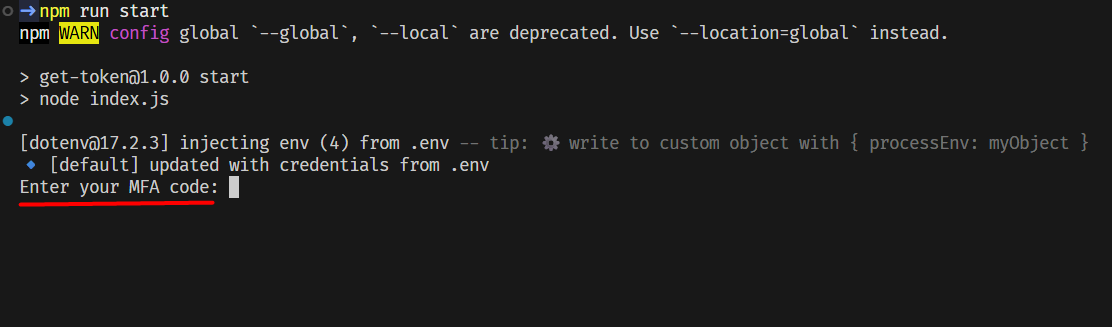 →npm run start
npm WARN config global `--global`, `--local` are deprecated. Use `--location=global` instead.
> get-token@1.0.0 start
> node index.js
[dotenv@17.2.3] injecting env (4) from .env -- tip: ⚙ write to custom object with { processEnv: myObject }
🔹 [default] updated with credentials from .env
Enter your MFA code: